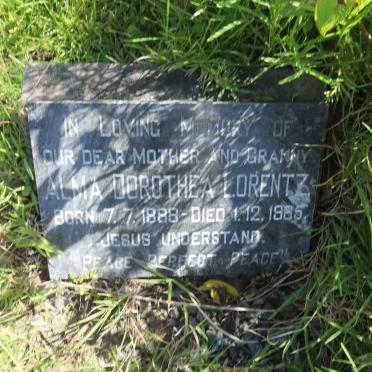 IN LOVING MEMORY OF
OUR DEAR MOTHER AND GRANNY
ALMA DOROTHEA LORENTZ
BORN 7.7.1898 - DIED 1.12.1985
JESUS UNDERSTAND.
"PEACE PERFECT PEACE"